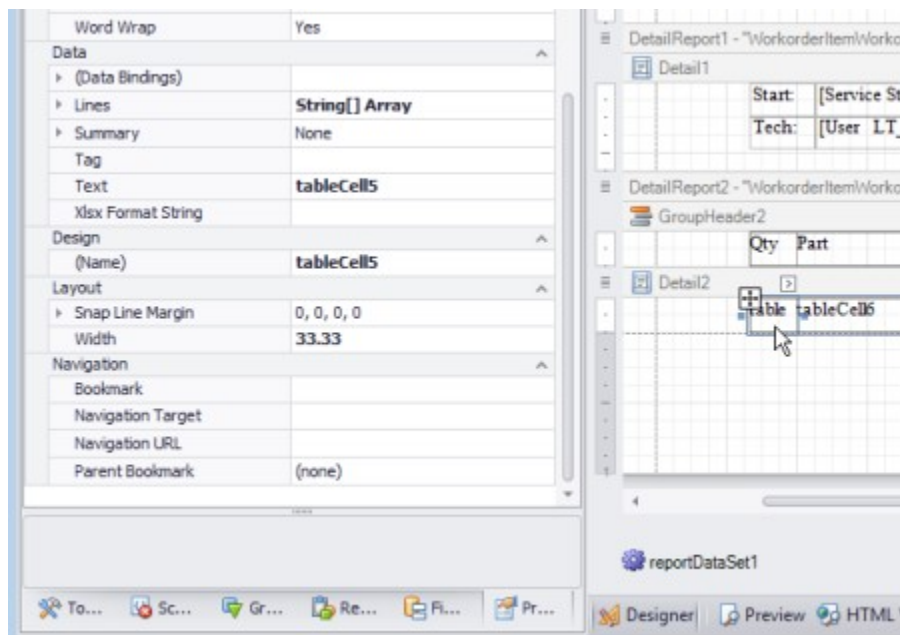 Word Wrap Yes
Data
(Data Bindings)
Lines String[] Array
Summary None
Tag
Text tableCell5
Xlsx Format String
Design
(Name) tableCell5
Layout
Snap Line Margin 0, 0, 0, 0
Width 33.33
Navigation
Bookmark
Navigation Target
Navigation URL
Parent Bookmark (none)
To... Sc... Gr... Re... Fi... Pr...
DetailReport1 - "WorkorderItemWorko
Detail1
Start: [Service St
Tech: [User LT_
DetailReport2 - "WorkorderItemWorko
GroupHeader2
Qty Part
Detail2
table tableCell6
reportDataSet1
Designer Preview HTML